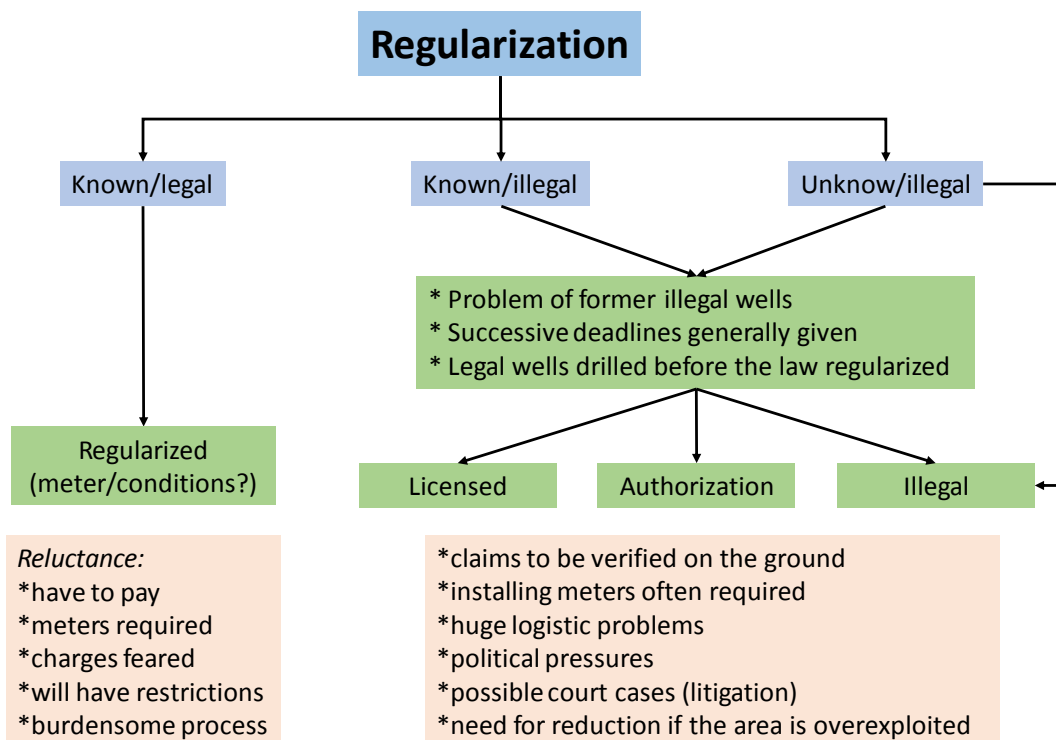 Regularization
Known/legal
Known/illegal
Unknow/illegal
* Problem of former illegal wells
* Successive deadlines generally given
* Legal wells drilled before the law regularized
Regularized
(meter/conditions?)
Licensed
Authorization
Illegal
Reluctance:
*have to pay
*meters required
*charges feared
*will have restrictions
*burdensome process
*claims to be verified on the ground
*installing meters often required
*huge logistic problems
*political pressures
*possible court cases (litigation)
*need for reduction if the area is overexploited